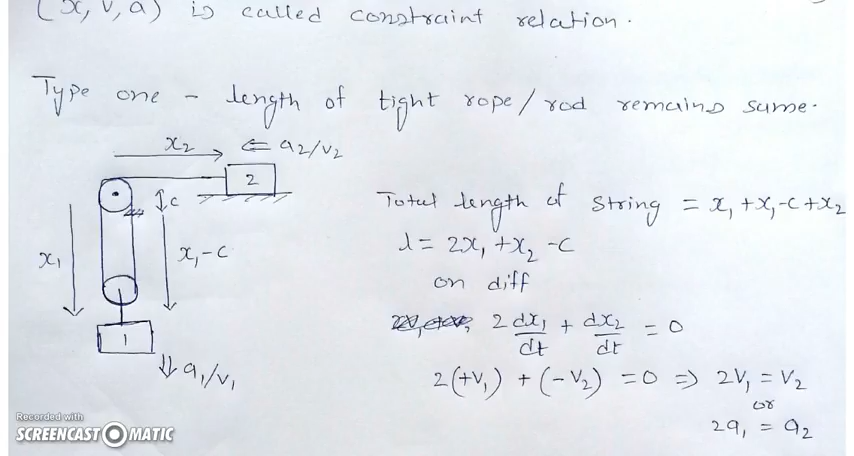 (x, v, a) is called constraint relation.
Type one - length of tight rope/rod remains same.
x₂ ⇐ a₂/v₂
2
c
Total length of string = x₁ + x₁ - c + x₂
x₁
x₁ - c
l = 2x₁ + x₂ - c
on diff
2 dx₁/dt + dx₂/dt = 0
1
⇓ a₁/v₁
2(+v₁) + (-v₂) = 0 ⇒ 2v₁ = v₂
or
2a₁ = a₂
Recorded with
SCREENCAST O MATIC